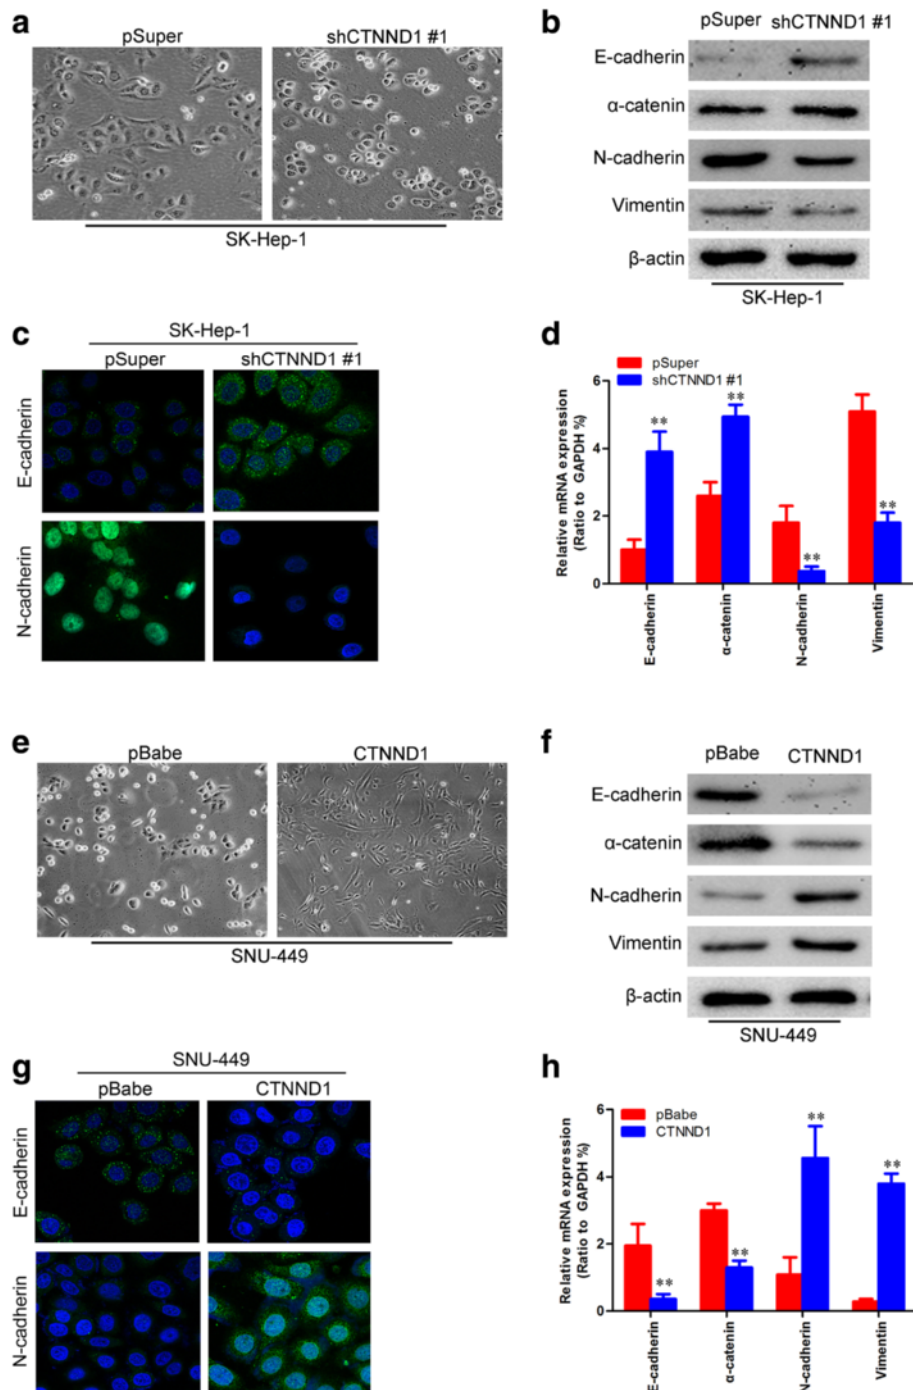 a
pSuper
shCTNND1 #1
SK-Hep-1
b
pSuper shCTNND1 #1
E-cadherin
α-catenin
N-cadherin
Vimentin
β-actin
SK-Hep-1
c
SK-Hep-1
pSuper
shCTNND1 #1
E-cadherin
N-cadherin
d
pSuper
shCTNND1 #1
Relative mRNA expression
(Ratio to GAPDH %)
6
4
2
0
**
**
**
**
E-cadherin
α-catenin
N-cadherin
Vimentin
e
pBabe
CTNND1
SNU-449
f
pBabe CTNND1
E-cadherin
α-catenin
N-cadherin
Vimentin
β-actin
SNU-449
g
SNU-449
pBabe
CTNND1
E-cadherin
N-cadherin
h
pBabe
CTNND1
Relative mRNA expression
(Ratio to GAPDH %)
6
4
2
0
**
**
**
**
E-cadherin
α-catenin
N-cadherin
Vimentin